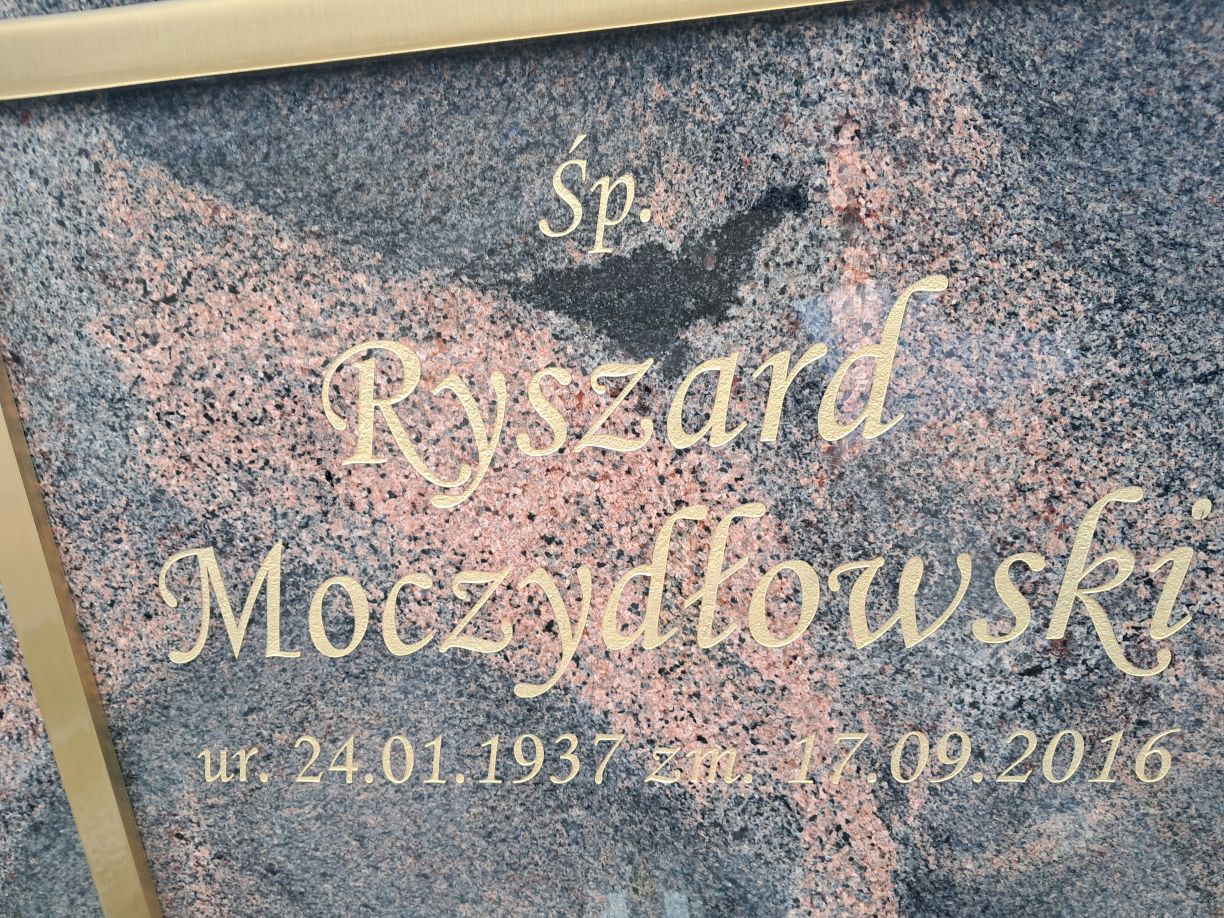 Śp.
Ryszard
Moczydłowski
ur. 24.01.1937 zm. 17.09.2016